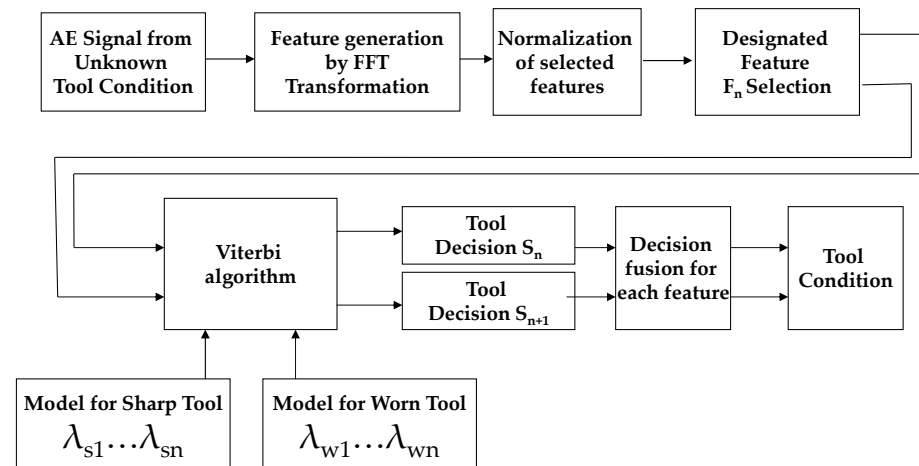 AE Signal from
Unknown
Tool Condition
Feature generation
by FFT
Transformation
Normalization
of selected
features
Designated
Feature
Fₙ Selection
Viterbi
algorithm
Tool
Decision Sₙ
Tool
Decision Sₙ₊₁
Decision
fusion for
each feature
Tool
Condition
Model for Sharp Tool
λₛ₁…λₛₙ
Model for Worn Tool
λw₁…λwₙ